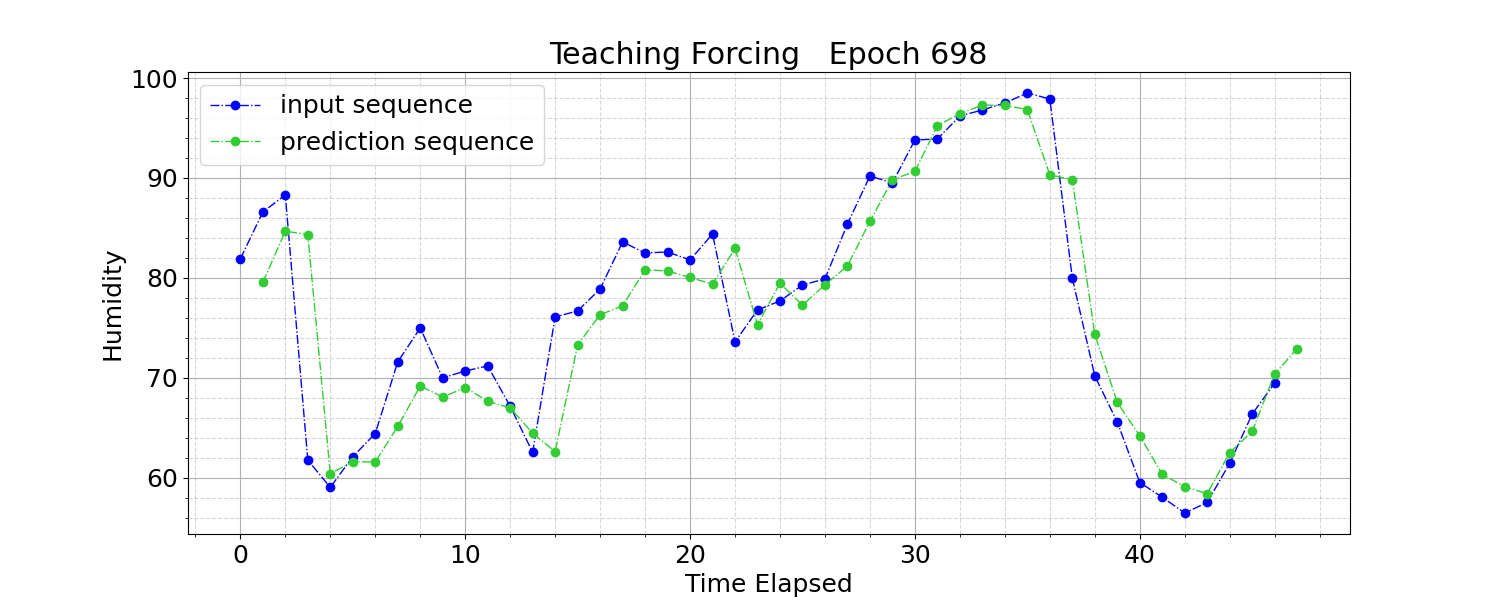 Teaching Forcing   Epoch 698
input sequence
prediction sequence
Humidity
100
90
80
70
60
0 10 20 30 40
Time Elapsed